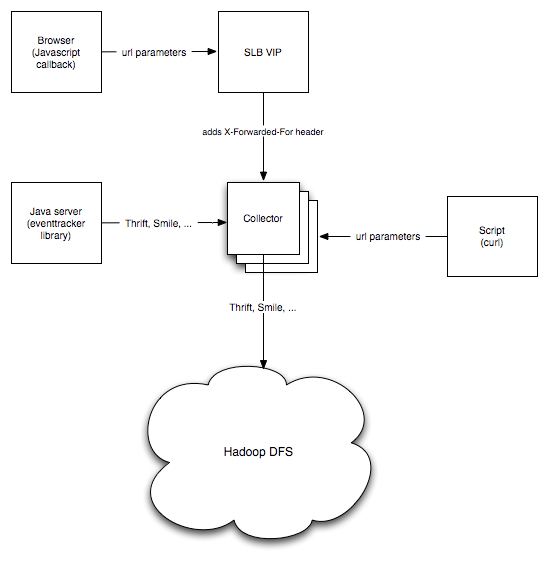 Browser
(Javascript
callback)
url parameters
SLB VIP
adds X-Forwarded-For header
Java server
(eventtracker
library)
Thrift, Smile, ...
Collector
url parameters
Script
(curl)
Thrift, Smile, ...
Hadoop DFS